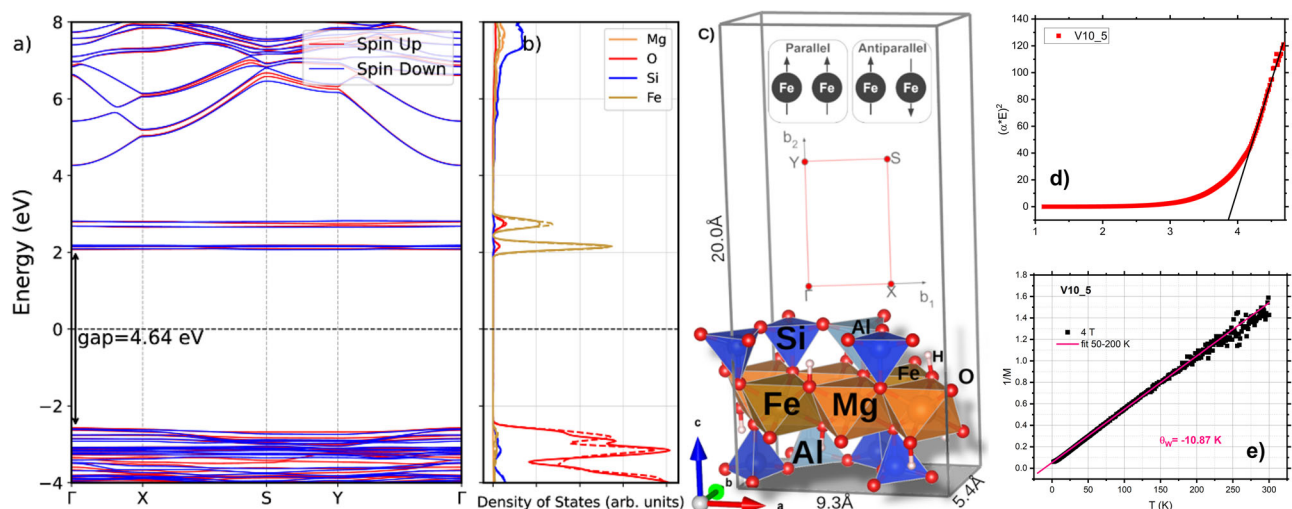 a)
Spin Up
Spin Down
Energy (eV)
8
6
4
2
0
−2
−4
gap=4.64 eV
Γ
X
S
Y
Γ
b)
Mg
O
Si
Fe
Density of States (arb. units)
C)
Parallel
Antiparallel
Fe
Fe
Fe
Fe
b2
Y
S
Γ
X
b1
20.0Å
Si
Al
H
Fe
O
Fe
Mg
Al
c
b
a
9.3Å
5.4Å
V10_5
(α*E)²
140
120
100
80
60
40
20
0
d)
1
2
3
4
V10_5
4 T
fit 50-200 K
1/M
1.8
1.6
1.4
1.2
1.0
0.8
0.6
0.4
0.2
0.0
θW= -10.87 K
e)
0
50
100
150
200
250
300
T (K)